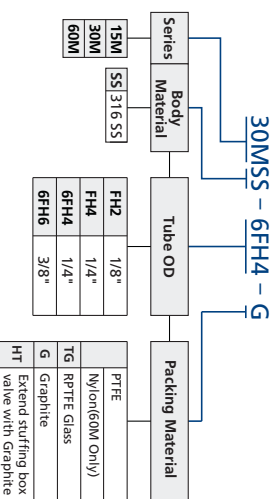 30MSS – 6FH4 – G
Series
15M
30M
60M
Body
Material
SS 316 SS
Tube OD
FH2 1/8"
FH4 1/4"
6FH4 1/4"
6FH6 3/8"
Packing Material
PTFE
Nylon(60M Only)
TG RPTFE Glass
G Graphite
HT Extend stuffing box
valve with Graphite